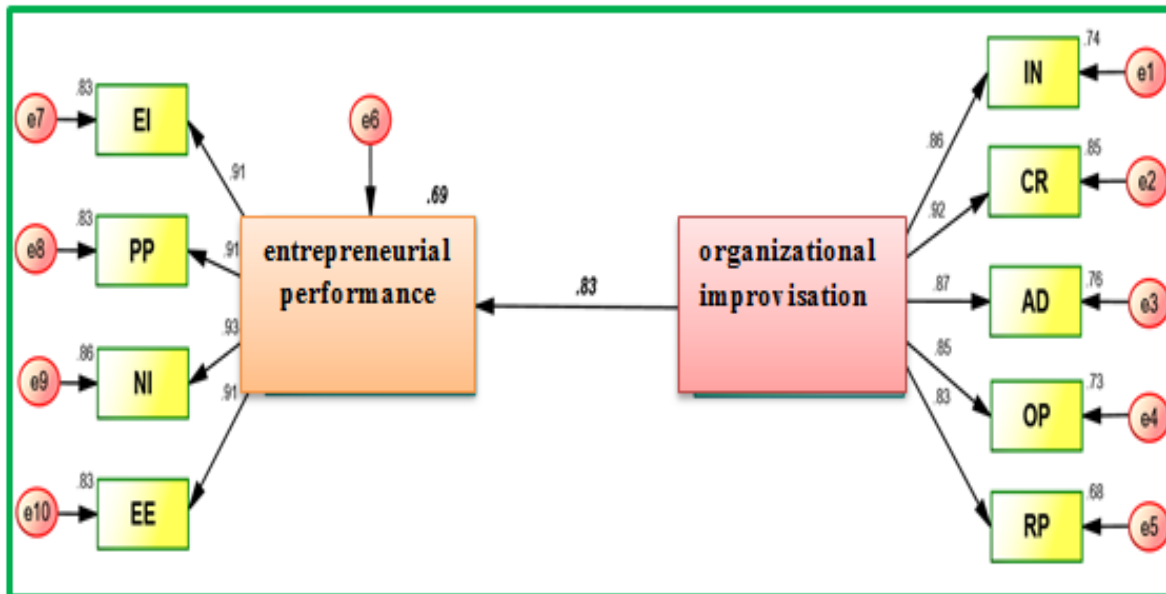 .83
e7
EI
.91
.83
e8
PP
.91
.86
e9
NI
.93
.83
e10
EE
.91
e6
.69
entrepreneurial
performance
.83
organizational
improvisation
.74
IN
e1
.86
.85
CR
e2
.92
.76
AD
e3
.87
.73
OP
e4
.85
.68
RP
e5
.83